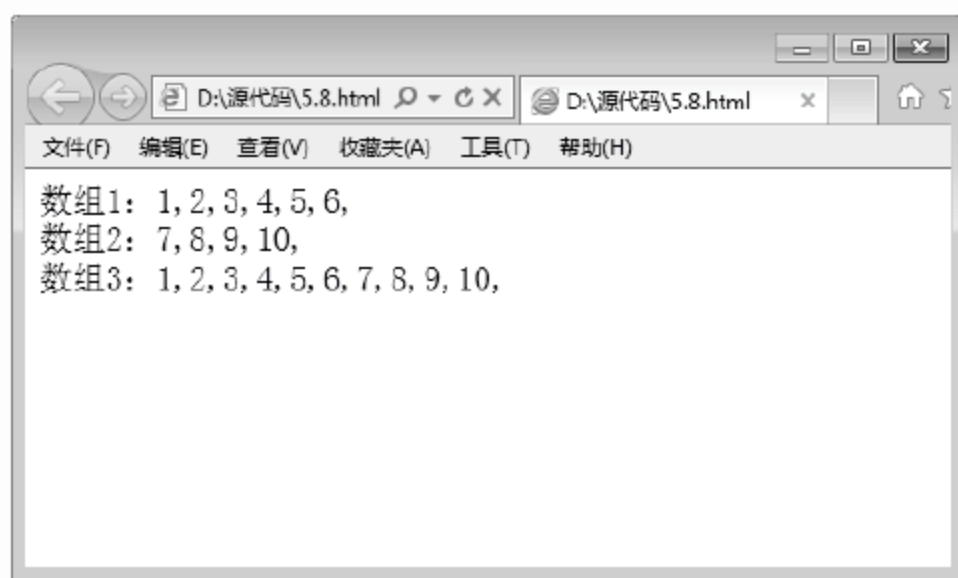 D:\源代码\5.8.html
D:\源代码\5.8.html
文件(F) 编辑(E) 查看(V) 收藏夹(A) 工具(T) 帮助(H)
数组1：1,2,3,4,5,6,
数组2：7,8,9,10,
数组3：1,2,3,4,5,6,7,8,9,10,